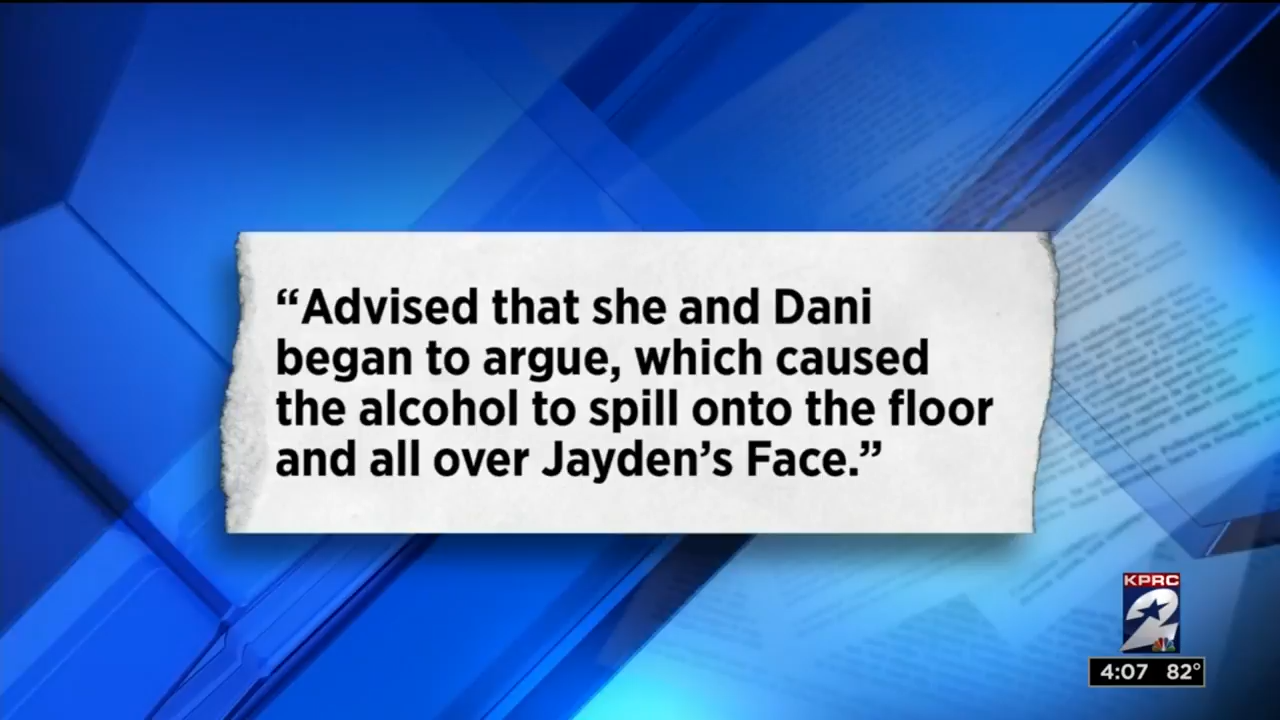 “Advised that she and Dani
began to argue, which caused
the alcohol to spill onto the floor
and all over Jayden’s Face.”
KPRC
2
4:07 82°